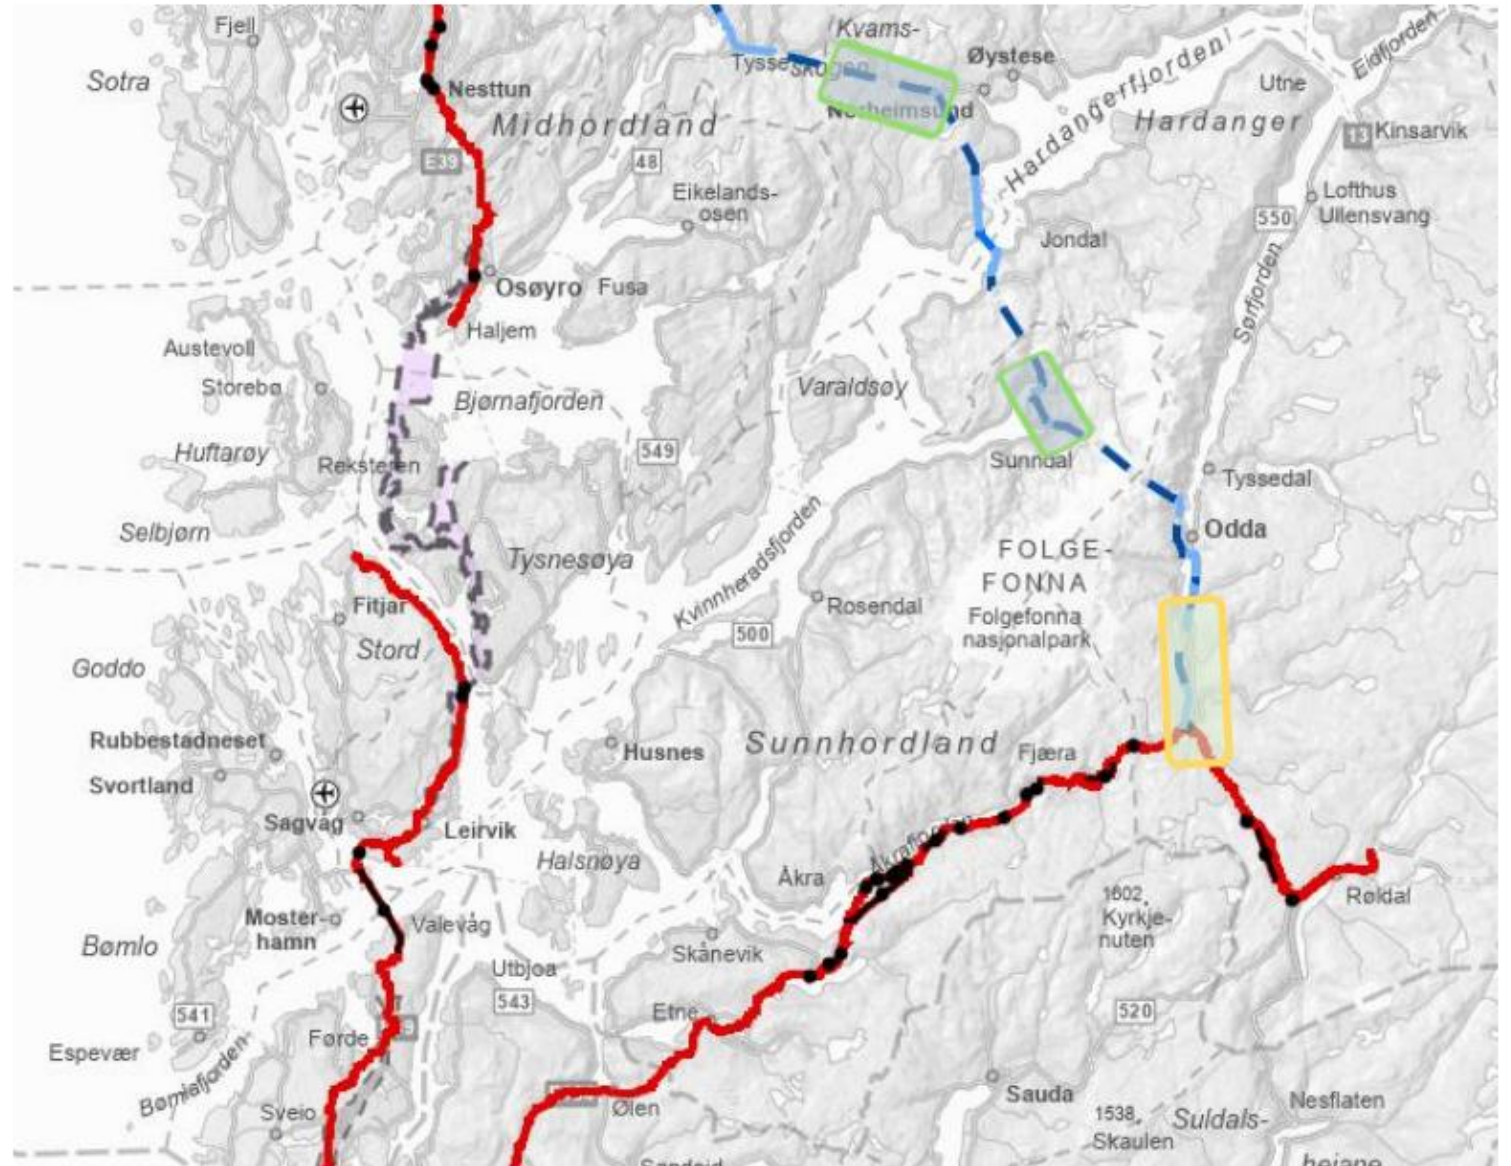 Fjell
Kvams-
skogen
Tysse
Øystese
Eidfjorden
Sotra
Utne
Nesttun
Norheimsund
Hardangerfjorden
Midhordland
Hardanger
13
Kinsarvik
E39
48
Eikelands-
osen
Lofthus
Ullensvang
550
Jondal
Osøyro
Fusa
Sørfjorden
Haljem
Austevoll
Storebø
Bjørnafjorden
Varaldsøy
Huftarøy
549
Reksteren
Sunndal
Tyssedal
Selbjørn
Kvinnheradsfjorden
Odda
Tysnesøya
FOLGE-
FONNA
Fitjar
Rosendal
Folgefonna
nasjonalpark
Stord
500
Goddo
Rubbestadneset
Husnes
Sunnhordland
Fjæra
Svortland
Sagvåg
Leirvik
Halsnøya
Åkrafjorden
Åkra
Røldal
1602
Kyrkje-
nuten
Moster-
hamn
Valevåg
Bømlo
Skånevik
Utbjoa
543
541
Etne
520
Førde
Espevær
Bømlafjorden
Sveio
Ølen
Sauda
Nesflaten
1538
Skaulen
Suldals-
heiane